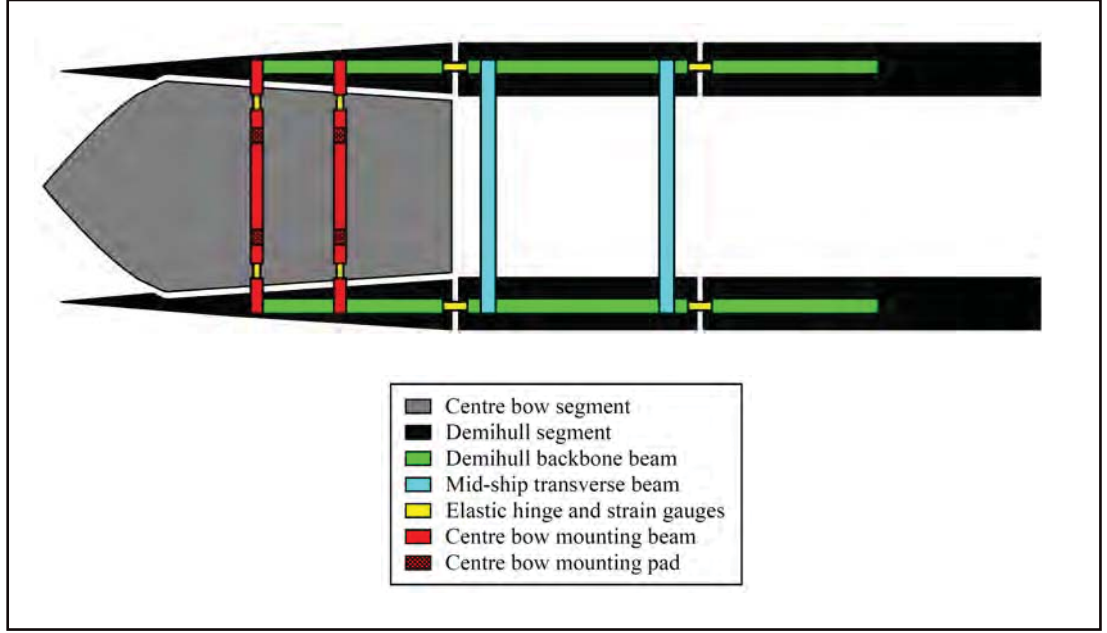 Centre bow segment
Demihull segment
Demihull backbone beam
Mid-ship transverse beam
Elastic hinge and strain gauges
Centre bow mounting beam
Centre bow mounting pad